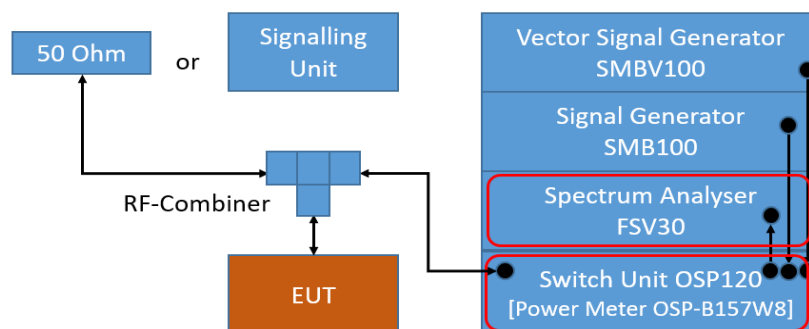 50 Ohm
or
Signalling
Unit
Vector Signal Generator
SMBV100
Signal Generator
SMB100
Spectrum Analyser
FSV30
RF-Combiner
EUT
Switch Unit OSP120
[Power Meter OSP-B157W8]